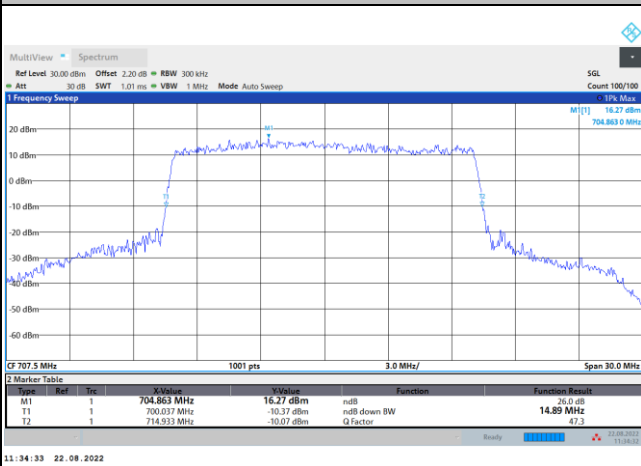 MultiView Spectrum
Ref Level 30.00 dBm Offset 2.20 dB RBW 300 kHz SGL
Att 30 dB SWT 1.01 ms VBW 1 MHz Mode Auto Sweep Count 100/100
1 Frequency Sweep 1Pk Max
M1[1] 16.27 dBm
704.863 0 MHz
M1
20 dBm
10 dBm
0 dBm
T1 T2
-10 dBm
-20 dBm
-30 dBm
-40 dBm
-50 dBm
-60 dBm
CF 707.5 MHz 1001 pts 3.0 MHz/ Span 30.0 MHz
2 Marker Table
Type Ref Trc X-Value Y-Value Function Function Result
M1 1 704.863 MHz 16.27 dBm ndB 26.0 dB
T1 1 700.037 MHz -10.37 dBm ndB down BW 14.89 MHz
T2 1 714.933 MHz -10.07 dBm Q Factor 47.3
Ready 22.08.2022
11:34:32
11:34:33 22.08.2022